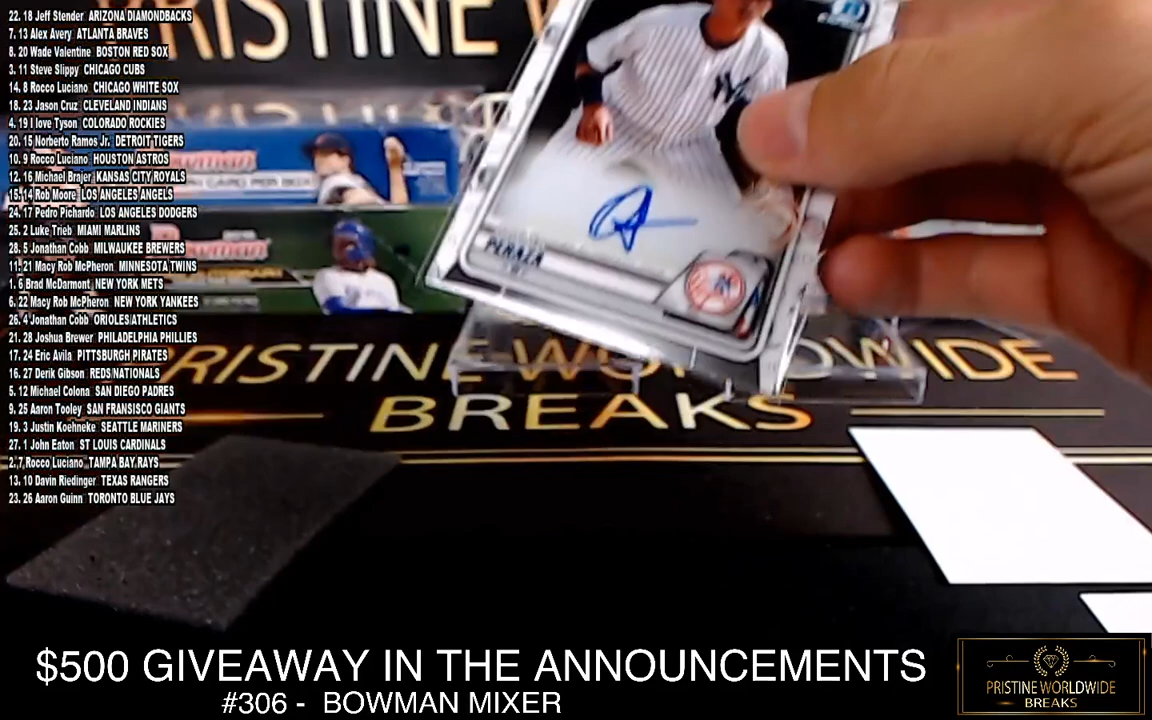 22. 18 Jeff Stender ARIZONA DIAMONDBACKS
7. 13 Alex Avery ATLANTA BRAVES
8. 20 Wade Valentine BOSTON RED SOX
3. 11 Steve Slippy CHICAGO CUBS
14. 8 Rocco Luciano CHICAGO WHITE SOX
18. 23 Jason Cruz CLEVELAND INDIANS
4. 19 I love Tyson COLORADO ROCKIES
20. 15 Norberto Ramos Jr. DETROIT TIGERS
10. 9 Rocco Luciano HOUSTON ASTROS
12. 16 Michael Brajer KANSAS CITY ROYALS
15. 14 Rob Moore LOS ANGELES ANGELS
24. 17 Pedro Pichardo LOS ANGELES DODGERS
25. 2 Luke Trieb MIAMI MARLINS
28. 5 Jonathan Cobb MILWAUKEE BREWERS
11. 21 Macy Rob McPheron MINNESOTA TWINS
1. 6 Brad McDarmont NEW YORK METS
6. 22 Macy Rob McPheron NEW YORK YANKEES
26. 4 Jonathan Cobb ORIOLES/ATHLETICS
21. 28 Joshua Brewer PHILADELPHIA PHILLIES
17. 24 Eric Avila PITTSBURGH PIRATES
16. 27 Derik Gibson REDS/NATIONALS
5. 12 Michael Colona SAN DIEGO PADRES
9. 25 Aaron Tooley SAN FRANSISCO GIANTS
19. 3 Justin Koehneke SEATTLE MARINERS
27. 1 John Eaton ST LOUIS CARDINALS
2. 7 Rocco Luciano TAMPA BAY RAYS
13. 10 Davin Riedinger TEXAS RANGERS
23. 26 Aaron Guinn TORONTO BLUE JAYS
PRISTINE
NY
PERAZA
PRISTINE WORLDWIDE
BREAKS
$500 GIVEAWAY IN THE ANNOUNCEMENTS
#306 - BOWMAN MIXER
PRISTINE WORLDWIDE
BREAKS